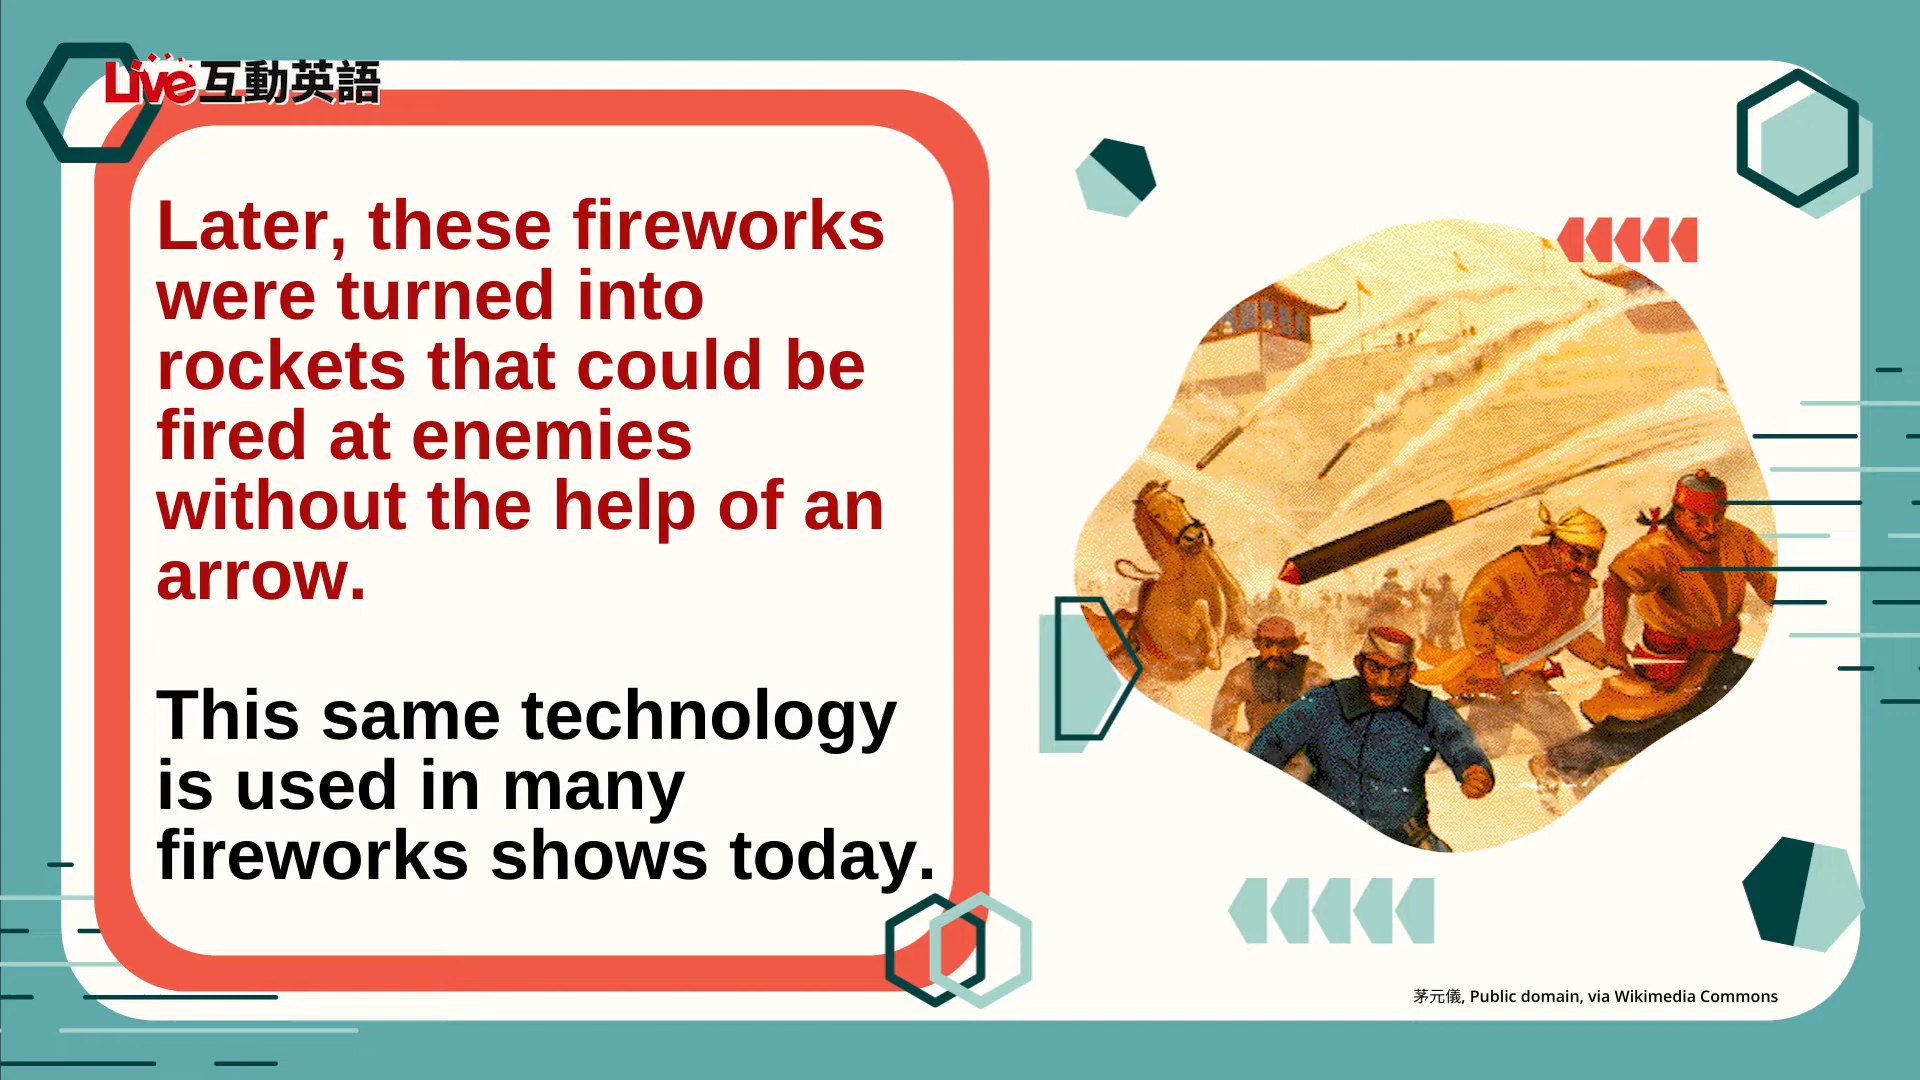 Live互動英語
Later, these fireworks
were turned into
rockets that could be
fired at enemies
without the help of an
arrow.
This same technology
is used in many
fireworks shows today.
茅元儀, Public domain, via Wikimedia Commons